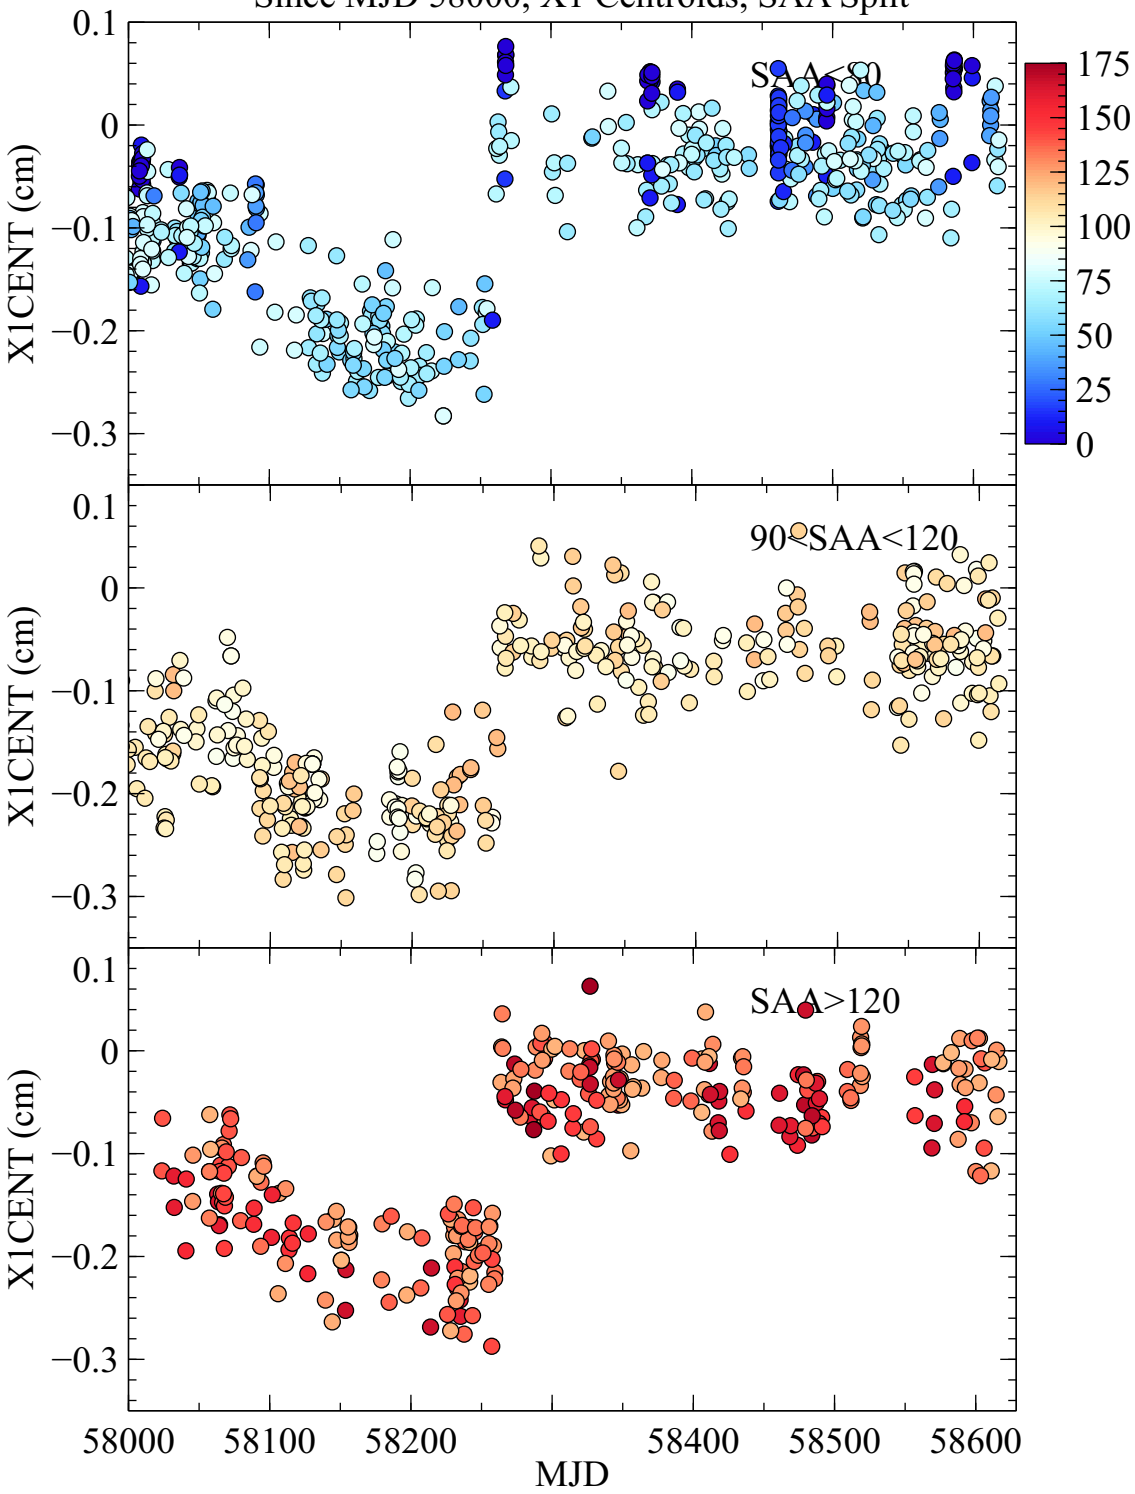 Since MJD 58000, X1 Centroids, SAA Split
0.1
0
−0.1
−0.2
−0.3
X1CENT (cm)
SAA<90
175
150
125
100
75
50
25
0
0.1
0
−0.1
−0.2
−0.3
X1CENT (cm)
90<SAA<120
0.1
0
−0.1
−0.2
−0.3
X1CENT (cm)
SAA>120
58000 58100 58200 58400 58500 58600
MJD